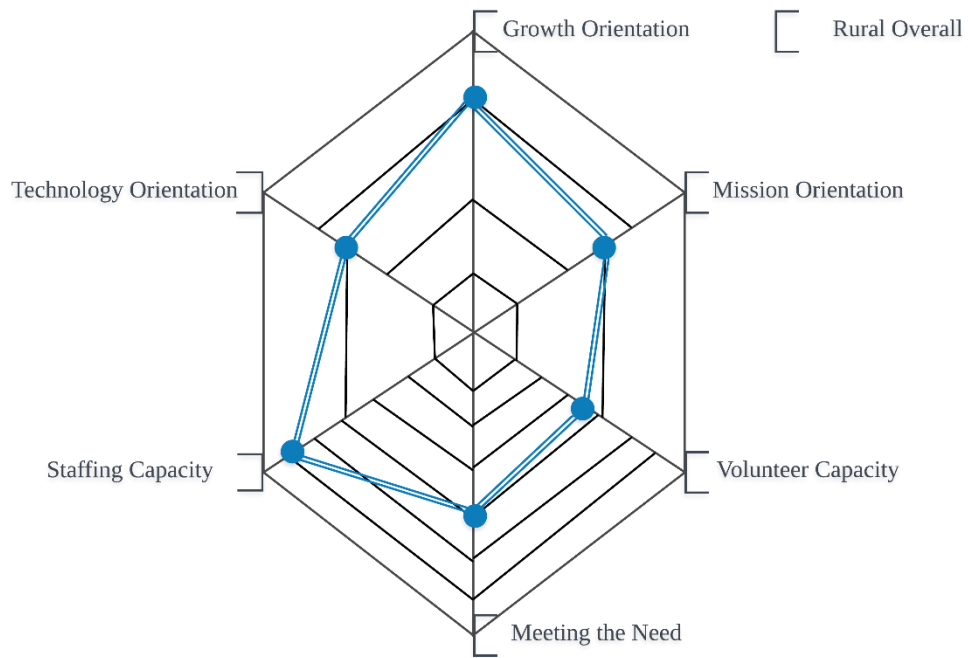 Growth Orientation
Rural Overall
Technology Orientation
Mission Orientation
Staffing Capacity
Volunteer Capacity
Meeting the Need